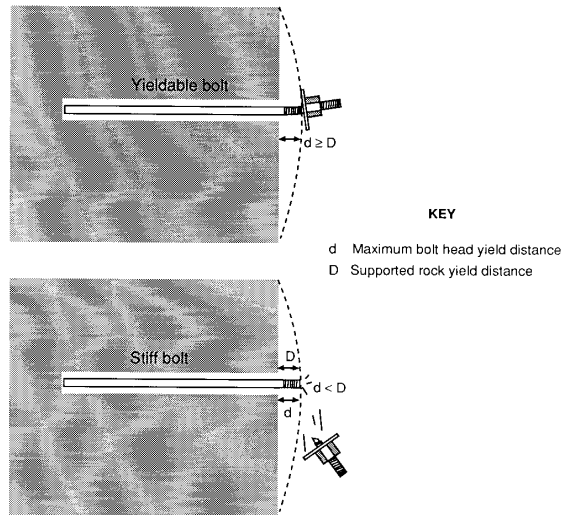 Yieldable bolt
d ≥ D
KEY
d Maximum bolt head yield distance
D Supported rock yield distance
Stiff bolt
D
d < D
d